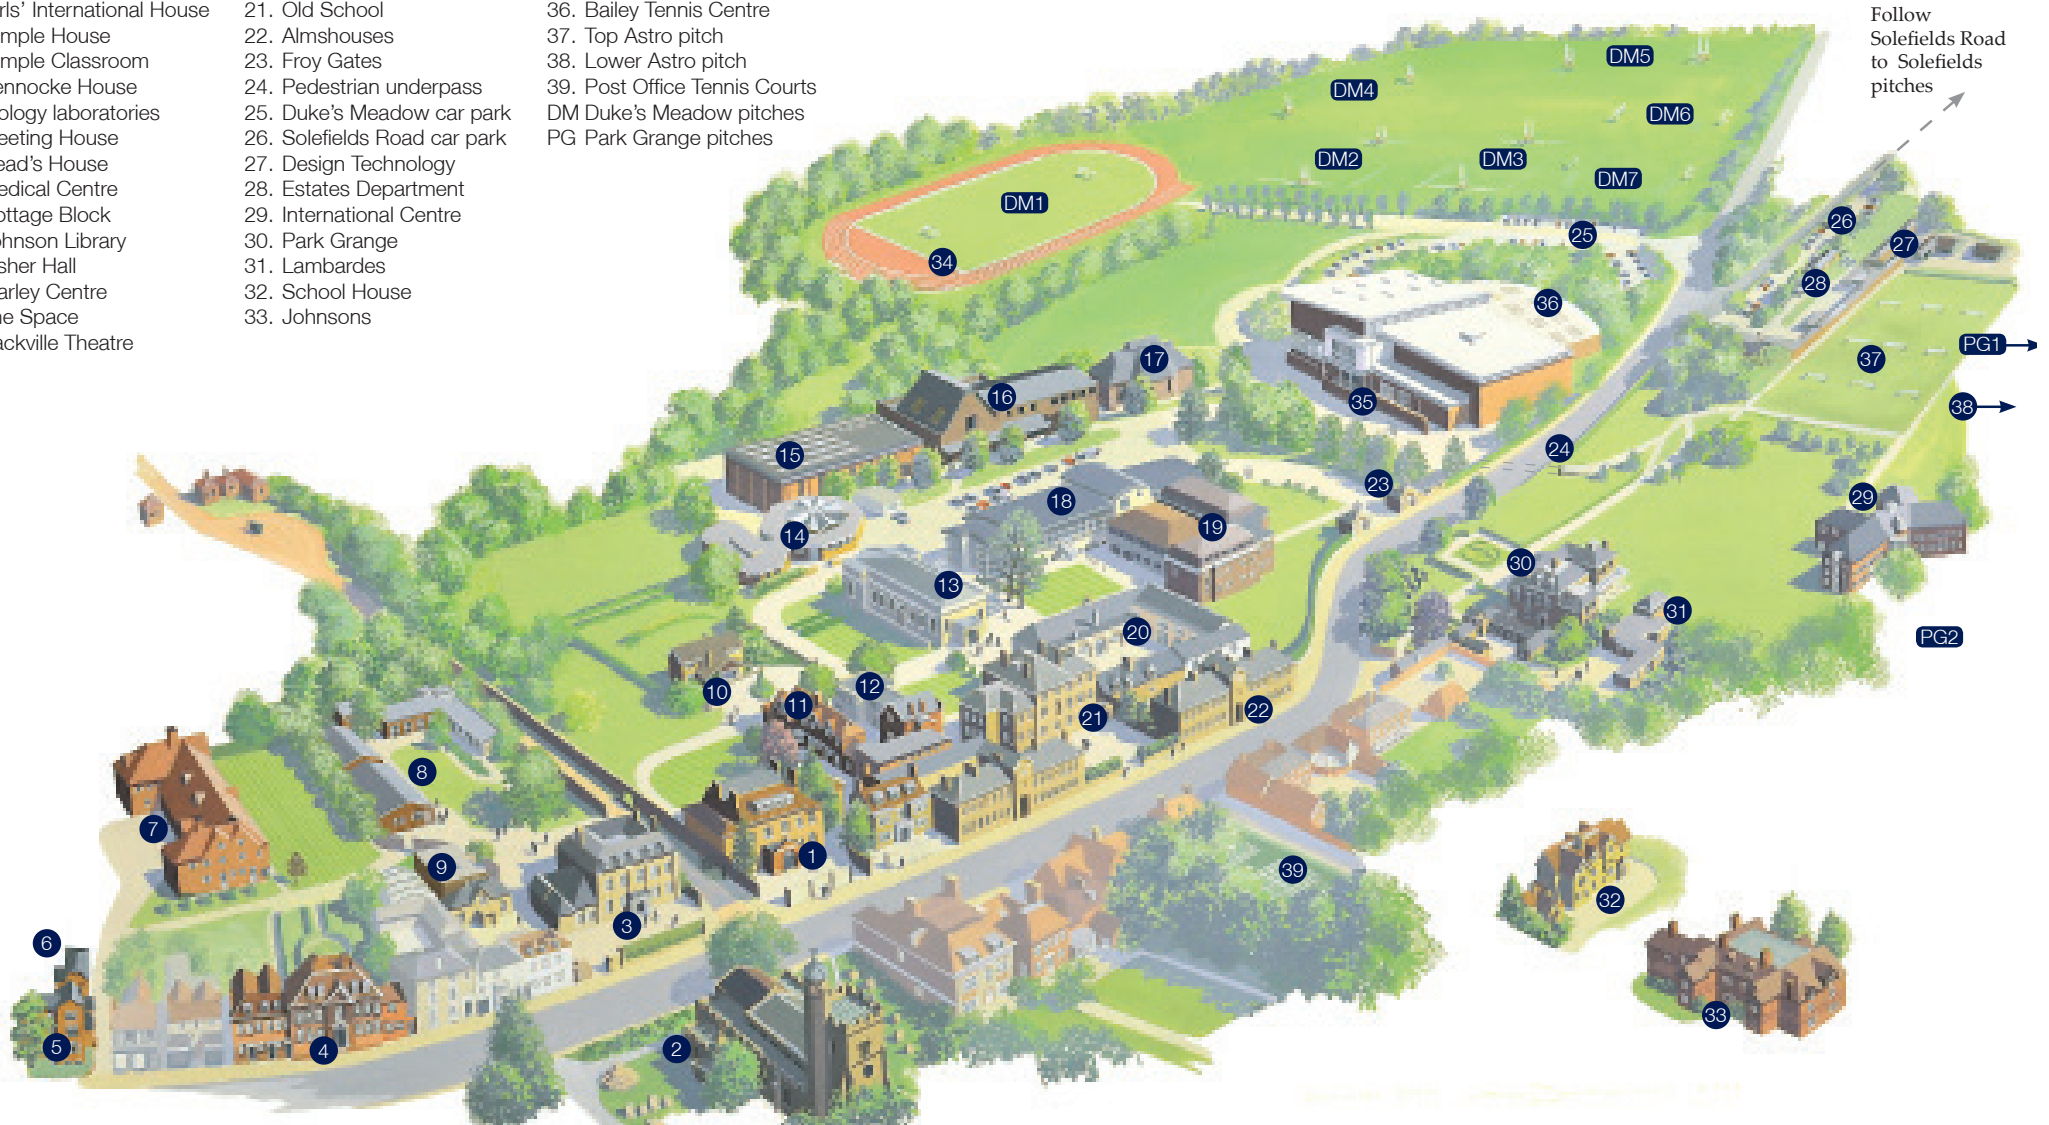 rls' International House
mple House
mple Classroom
ennocke House
ology laboratories
eeting House
ead's House
edical Centre
ottage Block
ohnson Library
sher Hall
arley Centre
he Space
ackville Theatre
21. Old School
22. Almshouses
23. Froy Gates
24. Pedestrian underpass
25. Duke's Meadow car park
26. Solefields Road car park
27. Design Technology
28. Estates Department
29. International Centre
30. Park Grange
31. Lambardes
32. School House
33. Johnsons
36. Bailey Tennis Centre
37. Top Astro pitch
38. Lower Astro pitch
39. Post Office Tennis Courts
DM Duke's Meadow pitches
PG Park Grange pitches
Follow
Solefields Road
to Solefields
pitches
DM5
DM4
DM6
DM2
DM3
DM7
DM1
26
25
27
34
28
36
PG1
17
37
16
35
38
24
15
23
29
18
19
14
30
13
31
20
PG2
12
10
11
22
21
8
7
1
9
39
32
3
6
33
5
4
2